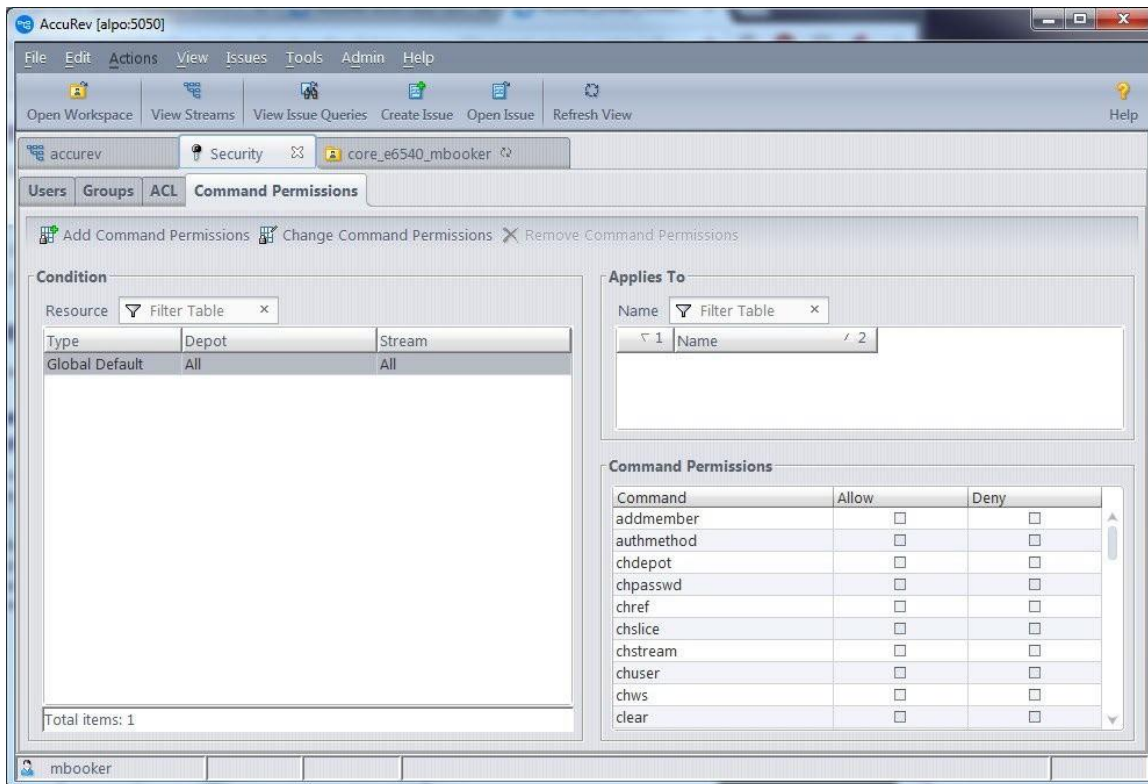 AccuRev [alpo:5050]
File Edit Actions View Issues Tools Admin Help
Open Workspace View Streams View Issue Queries Create Issue Open Issue Refresh View Help
accurev Security core_e6540_mbooker
Users Groups ACL Command Permissions
Add Command Permissions Change Command Permissions Remove Command Permissions
Condition
Resource Filter Table
Type Depot Stream
Global Default All All
Total items: 1
Applies To
Name Filter Table
1 Name 2
Command Permissions
Command Allow Deny
addmember
authmethod
chdepot
chpasswd
chref
chslice
chstream
chuser
chws
clear
mbooker